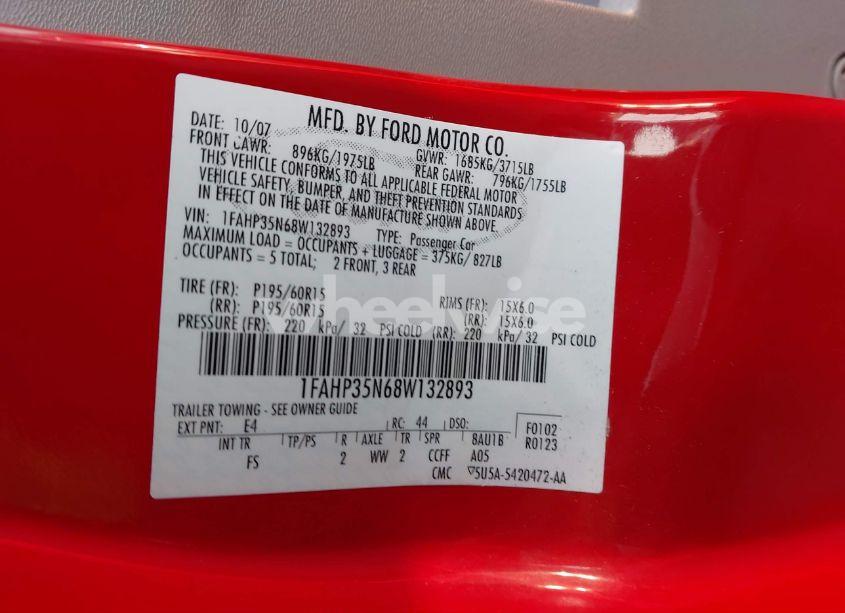 MFD. BY FORD MOTOR CO.
DATE: 10/07 GVWR: 1685KG/3715LB
FRONT GAWR: 896KG/1975LB REAR GAWR: 796KG/1755LB
THIS VEHICLE CONFORMS TO ALL APPLICABLE FEDERAL MOTOR
VEHICLE SAFETY, BUMPER, AND THEFT PREVENTION STANDARDS
IN EFFECT ON THE DATE OF MANUFACTURE SHOWN ABOVE.
VIN: 1FAHP35N68W132893 TYPE: Passenger Car
MAXIMUM LOAD = OCCUPANTS + LUGGAGE = 375KG/ 827LB
OCCUPANTS = 5 TOTAL; 2 FRONT, 3 REAR
TIRE (FR): P195/60R15 RIMS (FR): 15X6.0
(RR): P195/60R15 (RR): 15X6.0
PRESSURE (FR): 220 kPa/ 32 PSI COLD (RR): 220 kPa/ 32 PSI COLD
wheelwise
1FAHP35N68W132893
TRAILER TOWING - SEE OWNER GUIDE
EXT PNT: E4 RC: 44 DSO: F0102
INT TR TP/PS R AXLE TR SPR 8AU1B R0123
FS 2 WW 2 CCFF A05
CMC ▽5U5A-5420472-AA